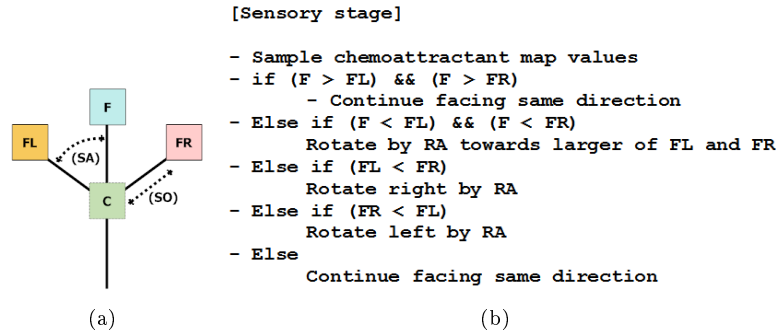 F
FL
FR
(SA)
C
(SO)
(a)
[Sensory stage]
- Sample chemoattractant map values
- if (F > FL) && (F > FR)
- Continue facing same direction
- Else if (F < FL) && (F < FR)
Rotate by RA towards larger of FL and FR
- Else if (FL < FR)
Rotate right by RA
- Else if (FR < FL)
Rotate left by RA
- Else
Continue facing same direction
(b)